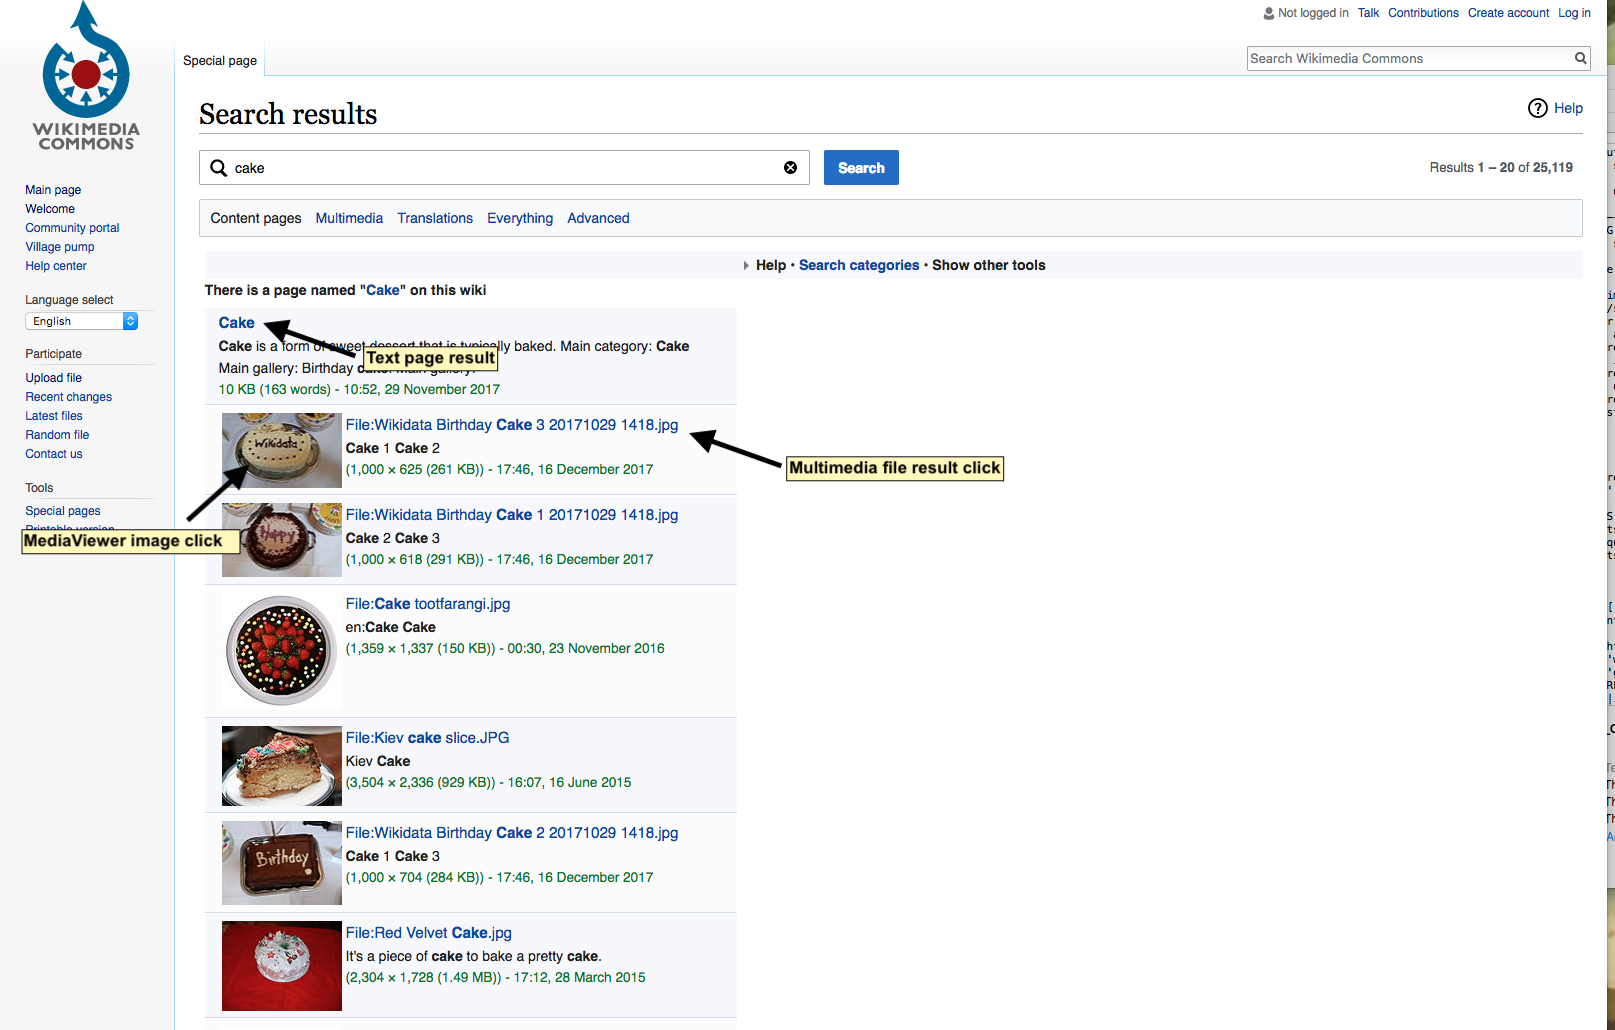 Not logged in Talk Contributions Create account Log in
Special page
Search Wikimedia Commons
WIKIMEDIA
COMMONS
Search results
Help
cake
Search
Results 1 – 20 of 25,119
Main page
Welcome
Community portal
Village pump
Help center
Language select
English
Participate
Upload file
Recent changes
Latest files
Random file
Contact us
Tools
Special pages
Printable version
MediaViewer image click
Content pages Multimedia Translations Everything Advanced
Help • Search categories • Show other tools
There is a page named "Cake" on this wiki
Cake
Text page result
Cake is a form of sweet dessert that is typically baked. Main category: Cake
Main gallery: Birthday cake. Main gallery:
10 KB (163 words) - 10:52, 29 November 2017
Wikidata
File:Wikidata Birthday Cake 3 20171029 1418.jpg
Cake 1 Cake 2
(1,000 × 625 (261 KB)) - 17:46, 16 December 2017
Multimedia file result click
Happy
File:Wikidata Birthday Cake 1 20171029 1418.jpg
Cake 2 Cake 3
(1,000 × 618 (291 KB)) - 17:46, 16 December 2017
File:Cake tootfarangi.jpg
en:Cake Cake
(1,359 × 1,337 (150 KB)) - 00:30, 23 November 2016
File:Kiev cake slice.JPG
Kiev Cake
(3,504 × 2,336 (929 KB)) - 16:07, 16 June 2015
Birthday
File:Wikidata Birthday Cake 2 20171029 1418.jpg
Cake 1 Cake 3
(1,000 × 704 (284 KB)) - 17:46, 16 December 2017
File:Red Velvet Cake.jpg
It's a piece of cake to bake a pretty cake.
(2,304 × 1,728 (1.49 MB)) - 17:12, 28 March 2015